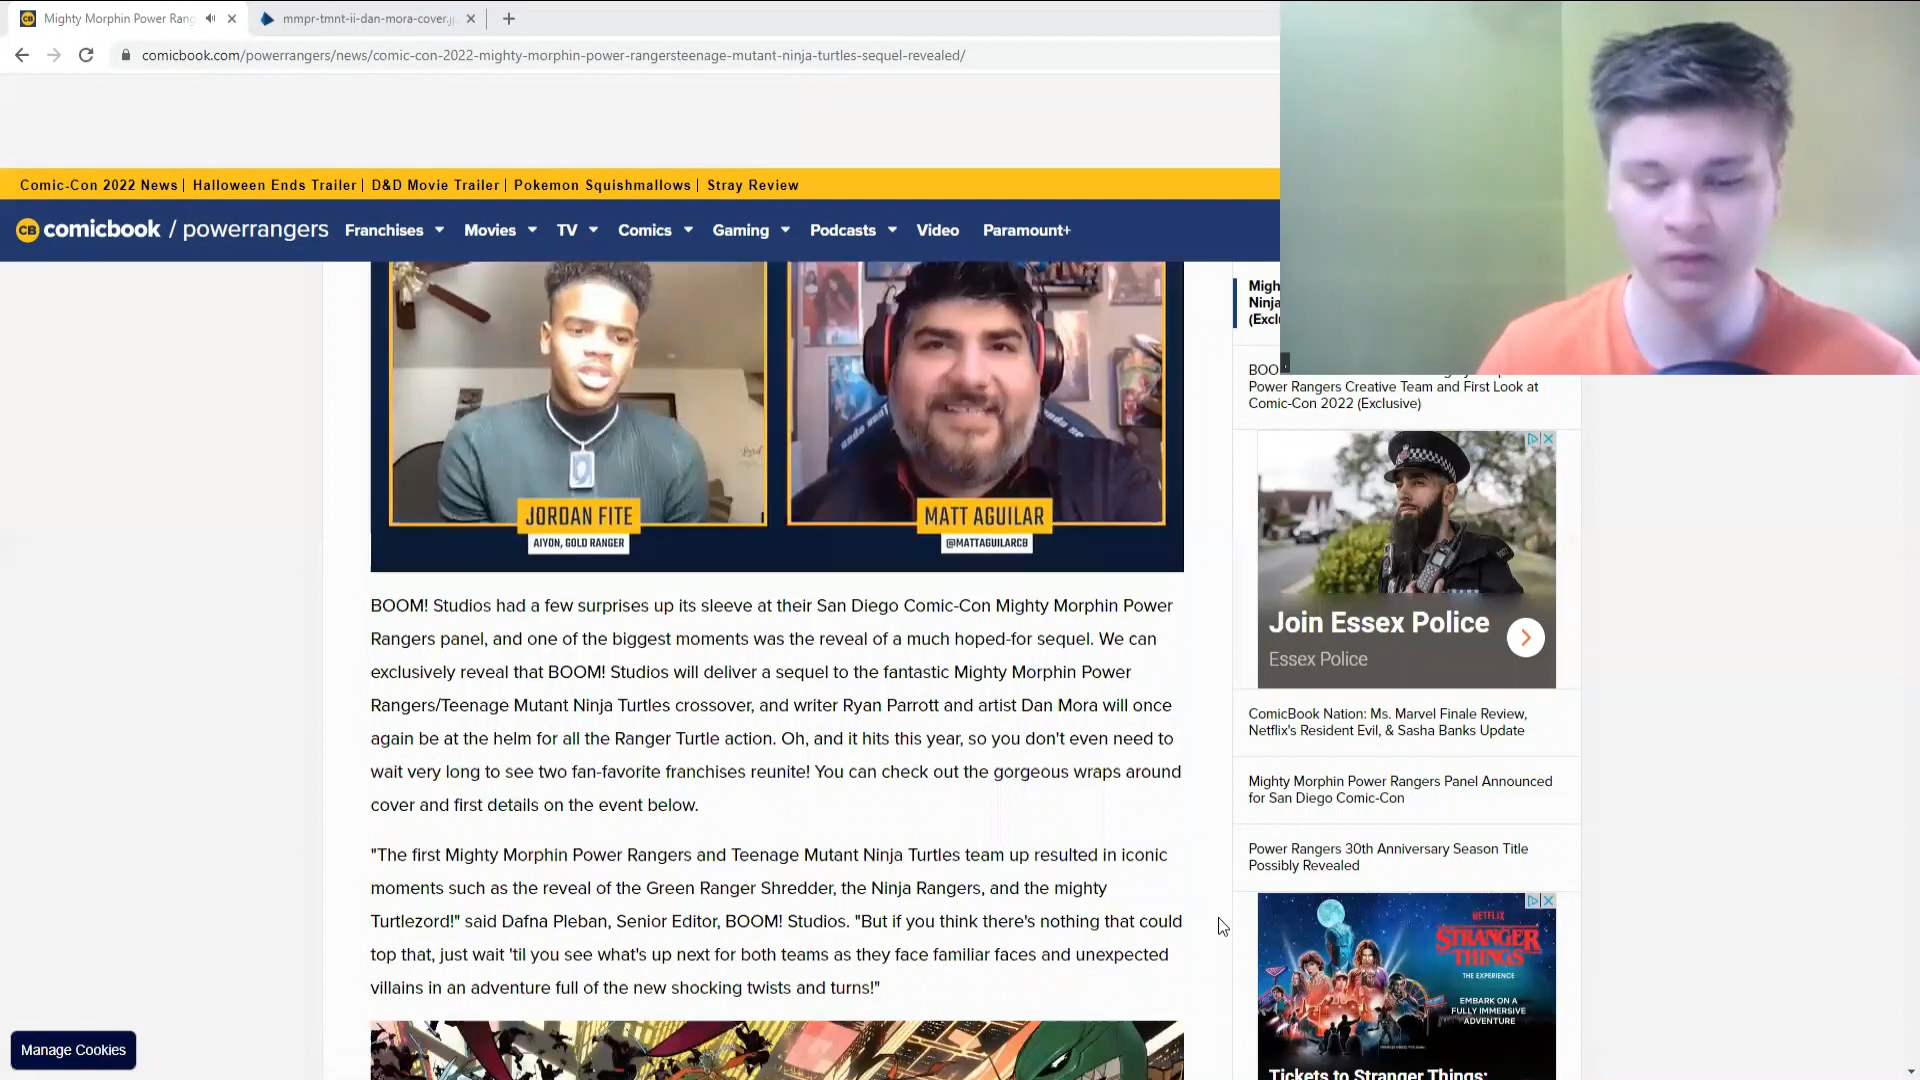 Mighty Morphin Power Rang
mmpr-tmnt-ii-dan-mora-cover.j
comicbook.com/powerrangers/news/comic-con-2022-mighty-morphin-power-rangersteenage-mutant-ninja-turtles-sequel-revealed/
Comic-Con 2022 News | Halloween Ends Trailer | D&D Movie Trailer | Pokemon Squishmallows | Stray Review
CB comicbook / powerrangers Franchises Movies TV Comics Gaming Podcasts Video Paramount+
JORDAN FITE
AIYON, GOLD RANGER
MATT AGUILAR
@MATTAGUILARCB
BOOM! Studios had a few surprises up its sleeve at their San Diego Comic-Con Mighty Morphin Power
Rangers panel, and one of the biggest moments was the reveal of a much hoped-for sequel. We can
exclusively reveal that BOOM! Studios will deliver a sequel to the fantastic Mighty Morphin Power
Rangers/Teenage Mutant Ninja Turtles crossover, and writer Ryan Parrott and artist Dan Mora will once
again be at the helm for all the Ranger Turtle action. Oh, and it hits this year, so you don't even need to
wait very long to see two fan-favorite franchises reunite! You can check out the gorgeous wraps around
cover and first details on the event below.
"The first Mighty Morphin Power Rangers and Teenage Mutant Ninja Turtles team up resulted in iconic
moments such as the reveal of the Green Ranger Shredder, the Ninja Rangers, and the mighty
Turtlezord!" said Dafna Pleban, Senior Editor, BOOM! Studios. "But if you think there's nothing that could
top that, just wait 'til you see what's up next for both teams as they face familiar faces and unexpected
villains in an adventure full of the new shocking twists and turns!"
Migh
Ninja
(Excl
BOO
Power Rangers Creative Team and First Look at
Comic-Con 2022 (Exclusive)
Join Essex Police
Essex Police
ComicBook Nation: Ms. Marvel Finale Review,
Netflix's Resident Evil, & Sasha Banks Update
Mighty Morphin Power Rangers Panel Announced
for San Diego Comic-Con
Power Rangers 30th Anniversary Season Title
Possibly Revealed
NETFLIX
STRANGER
THINGS
THE EXPERIENCE
EMBARK ON A
FULLY IMMERSIVE
ADVENTURE
Tickets to Stranger Things:
Manage Cookies